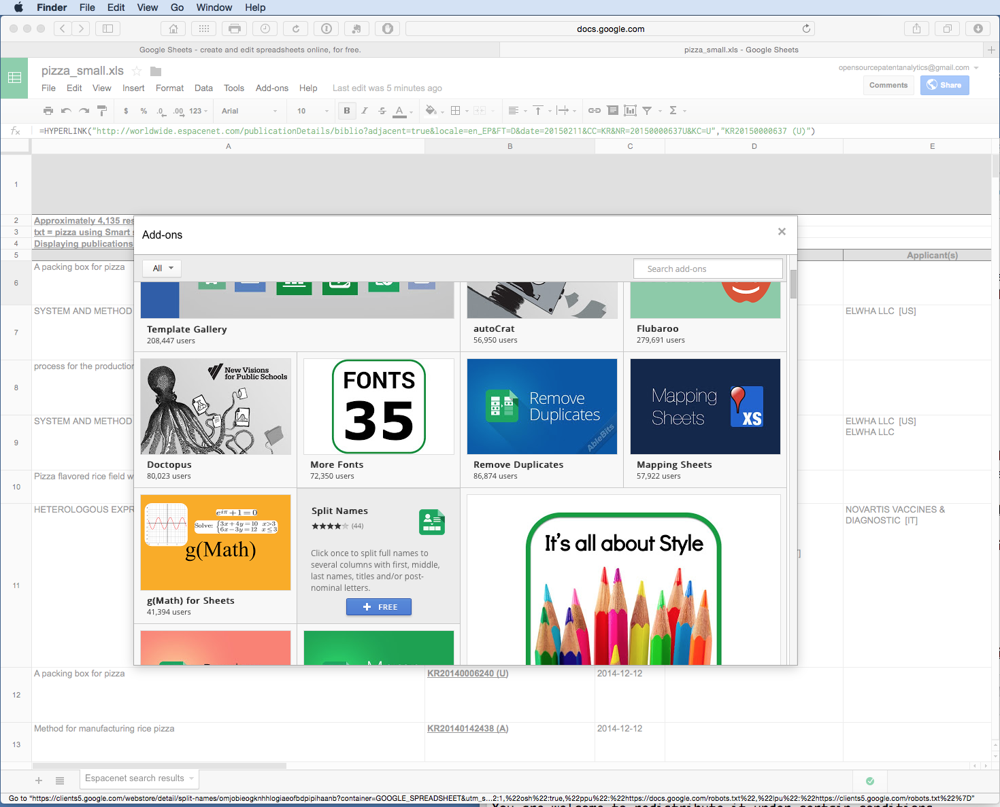 Finder File Edit View Go Window Help
docs.google.com
Google Sheets - create and edit spreadsheets online, for free.
pizza_small.xls - Google Sheets
pizza_small.xls
opensourcepatentanalytics@gmail.com
File Edit View Insert Format Data Tools Add-ons Help Last edit was 5 minutes ago
Comments Share
$ % .0 .00 123 Arial 10 B I S A Σ
fx =HYPERLINK("http://worldwide.espacenet.com/publicationDetails/biblio?adjacent=true&locale=en_EP&FT=D&date=20150211&CC=KR&NR=20150000637U&KC=U","KR20150000637 (U)")
A B C D E
1
2 Approximately 4,135 res
3 txt = pizza using Smart s
4 Displaying publications
5 Applicant(s)
6 A packing box for pizza
7 SYSTEM AND METHOD ELWHA LLC [US]
8 process for the production
9 SYSTEM AND METHOD ELWHA LLC [US]
ELWHA LLC
10 Pizza flavored rice field w
11 HETEROLOGOUS EXPR NOVARTIS VACCINES &
DIAGNOSTIC [IT]
12 A packing box for pizza KR20140006240 (U) 2014-12-12
13 Method for manufacturing rice pizza KR20140142438 (A) 2014-12-12
Add-ons ×
All Search add-ons
Template Gallery
208,447 users
autoCrat
56,950 users
Flubaroo
279,691 users
New Visions
for Public Schools
Doctopus
80,023 users
FONTS
35
More Fonts
72,350 users
Remove
Duplicates
AbleBits
Remove Duplicates
86,874 users
Mapping
Sheets
XS
Mapping Sheets
57,922 users
e^{iπ}+1=0
Solve: {3x+4y=10 x>3
6x−3y=12 x≤3
g(Math)
g(Math) for Sheets
41,394 users
Split Names
(44)
Click once to split full names to
several columns with first, middle,
last names, titles and/or post-
nominal letters.
+ FREE
It's all about Style
Espacenet search results
Go to "https://clients5.google.com/webstore/detail/split-names/omjobieogknhhlogiaeofbdpipihaanb?container=GOOGLE_SPREADSHEET&utm_s...2:1,%22osh%22:true,%22ppu%22:%22https://docs.google.com/robots.txt%22,%22lpu%22:%22https://clients5.google.com/robots.txt%22%7D"